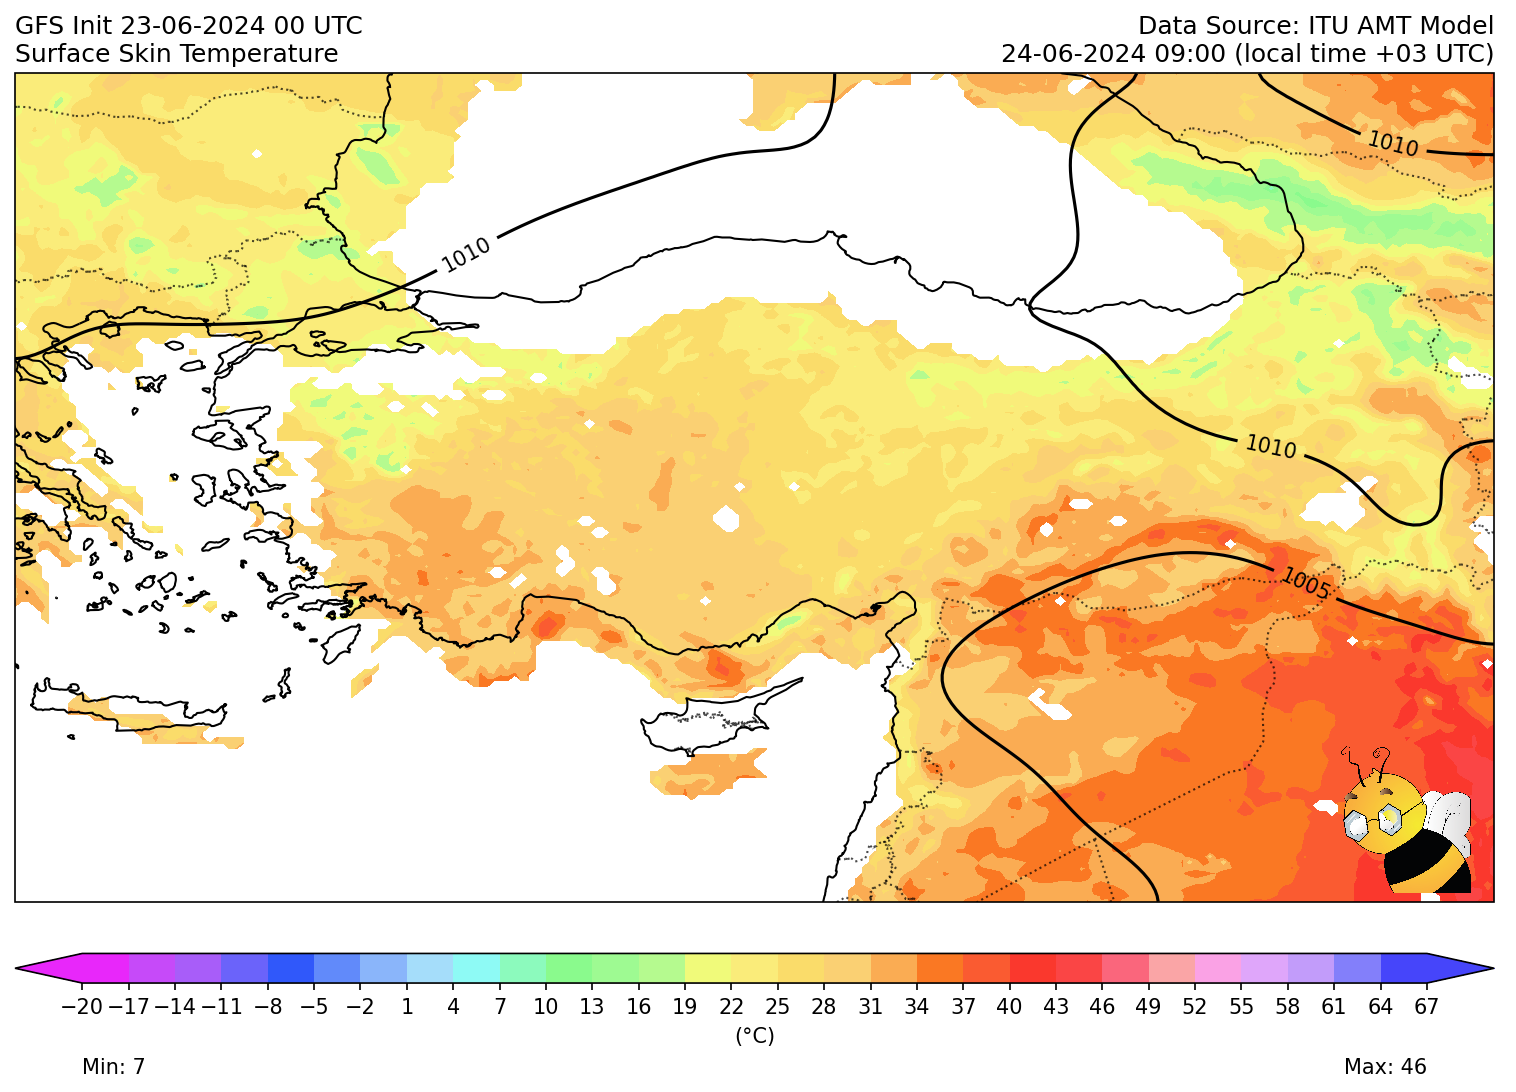 GFS Init 23-06-2024 00 UTC
Data Source: ITU AMT Model
Surface Skin Temperature
24-06-2024 09:00 (local time +03 UTC)
1010
1010
1010
1005
−20 −17 −14 −11 −8 −5 −2 1 4 7 10 13 16 19 22 25 28 31 34 37 40 43 46 49 52 55 58 61 64 67
(°C)
Min: 7
Max: 46